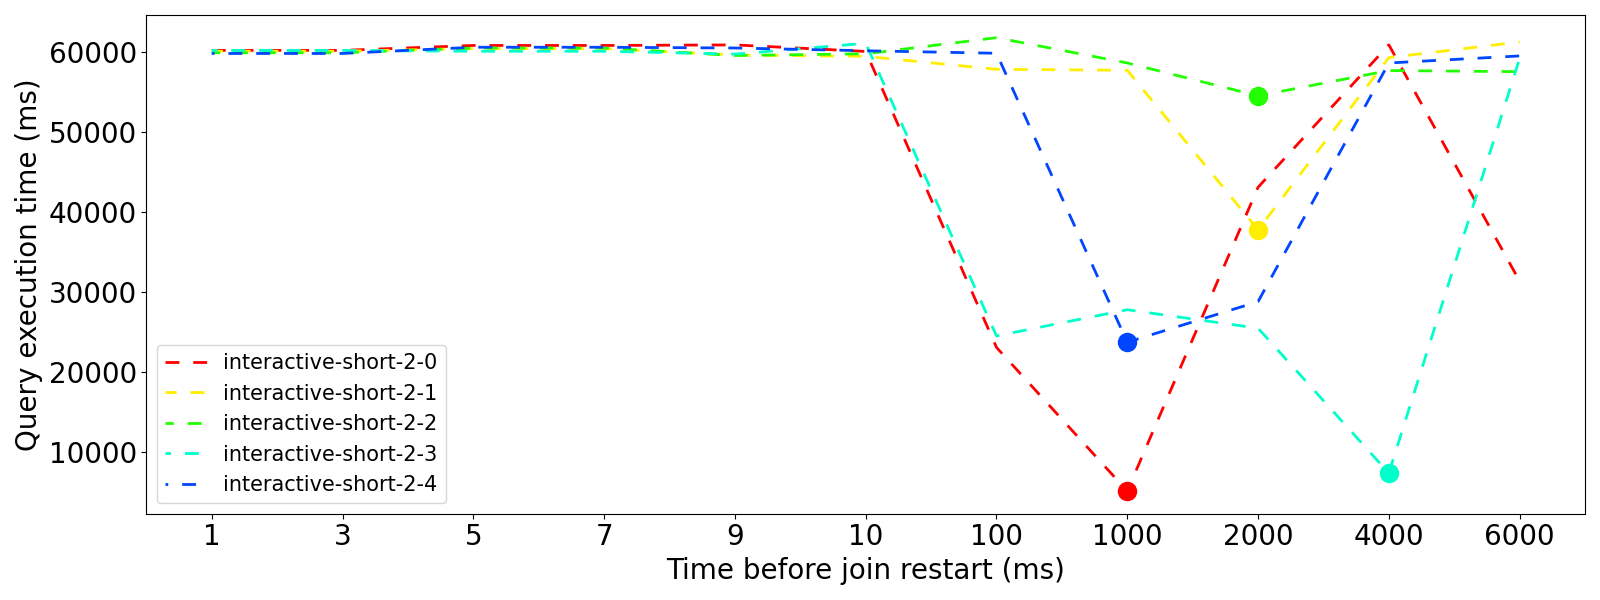 Query execution time (ms)
60000
50000
40000
30000
20000
10000
interactive-short-2-0
interactive-short-2-1
interactive-short-2-2
interactive-short-2-3
interactive-short-2-4
1 3 5 7 9 10 100 1000 2000 4000 6000
Time before join restart (ms)